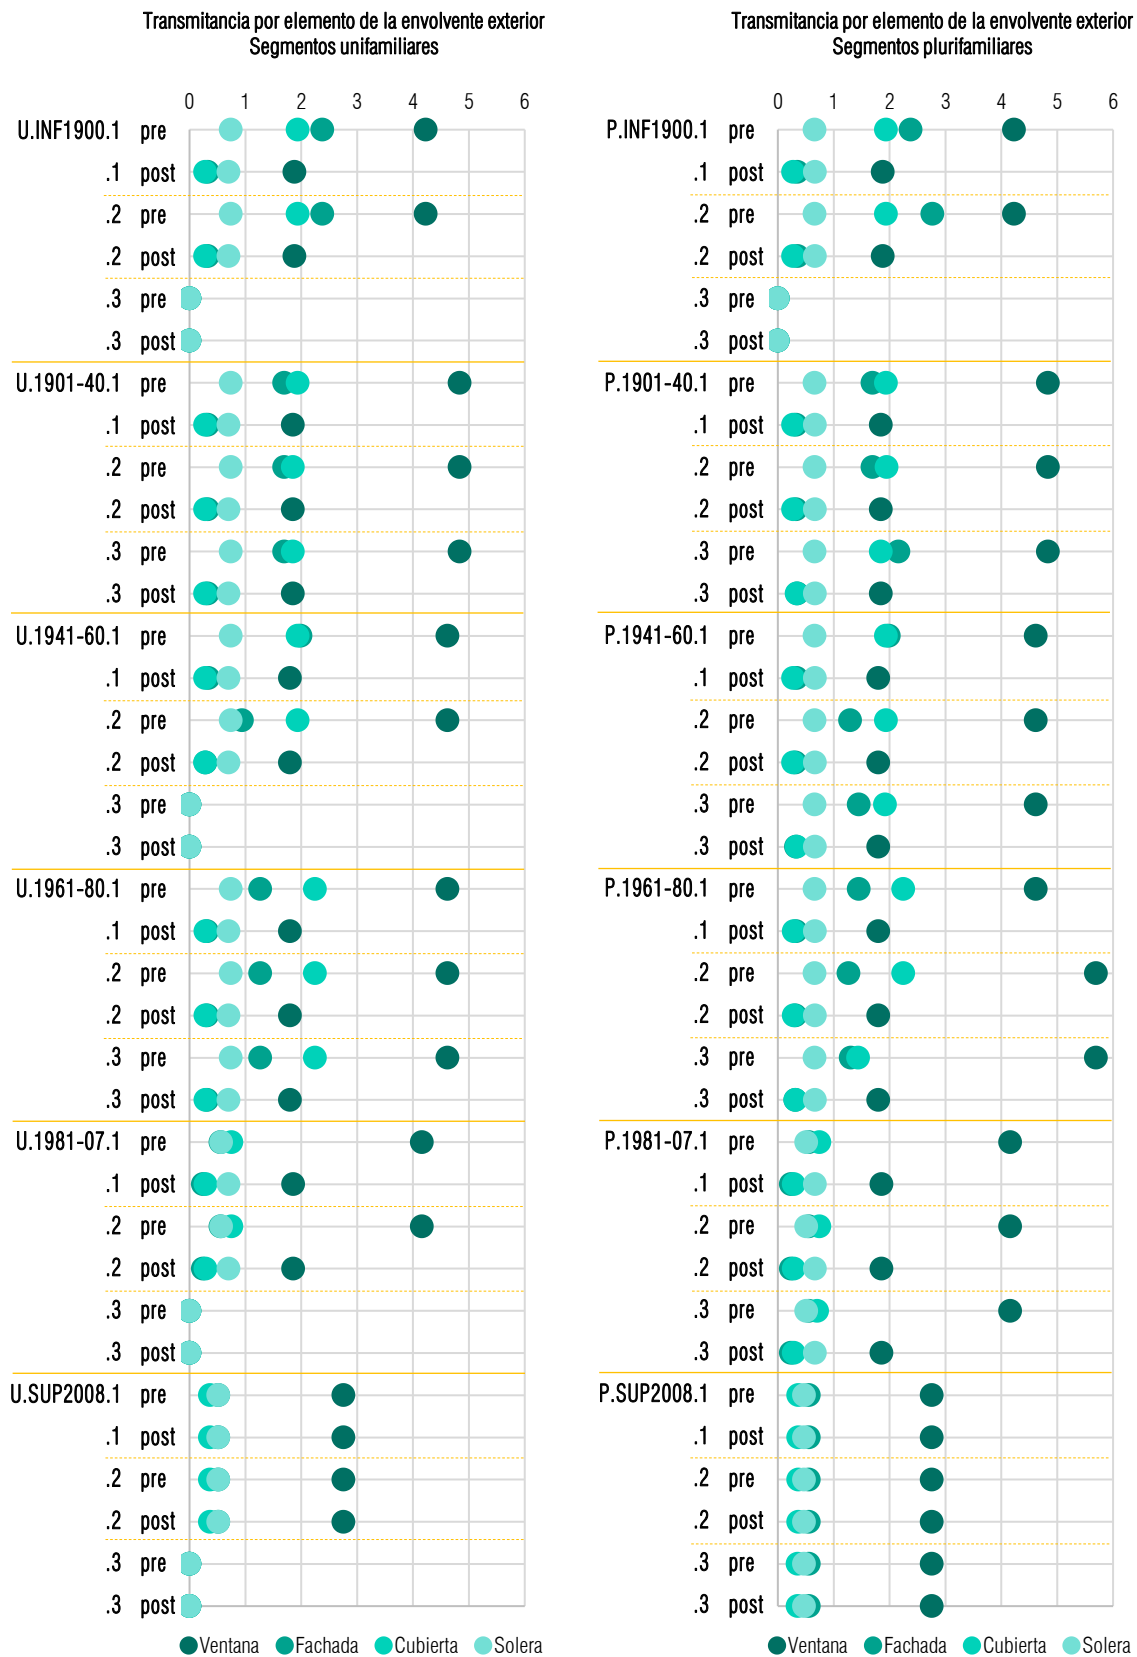 Transmitancia por elemento de la envolvente exterior
Segmentos unifamiliares
0 1 2 3 4 5 6
U.INF1900.1 pre
.1 post
.2 pre
.2 post
.3 pre
.3 post
U.1901-40.1 pre
.1 post
.2 pre
.2 post
.3 pre
.3 post
U.1941-60.1 pre
.1 post
.2 pre
.2 post
.3 pre
.3 post
U.1961-80.1 pre
.1 post
.2 pre
.2 post
.3 pre
.3 post
U.1981-07.1 pre
.1 post
.2 pre
.2 post
.3 pre
.3 post
U.SUP2008.1 pre
.1 post
.2 pre
.2 post
.3 pre
.3 post
Ventana Fachada Cubierta Solera
Transmitancia por elemento de la envolvente exterior
Segmentos plurifamiliares
0 1 2 3 4 5 6
P.INF1900.1 pre
.1 post
.2 pre
.2 post
.3 pre
.3 post
P.1901-40.1 pre
.1 post
.2 pre
.2 post
.3 pre
.3 post
P.1941-60.1 pre
.1 post
.2 pre
.2 post
.3 pre
.3 post
P.1961-80.1 pre
.1 post
.2 pre
.2 post
.3 pre
.3 post
P.1981-07.1 pre
.1 post
.2 pre
.2 post
.3 pre
.3 post
P.SUP2008.1 pre
.1 post
.2 pre
.2 post
.3 pre
.3 post
Ventana Fachada Cubierta Solera